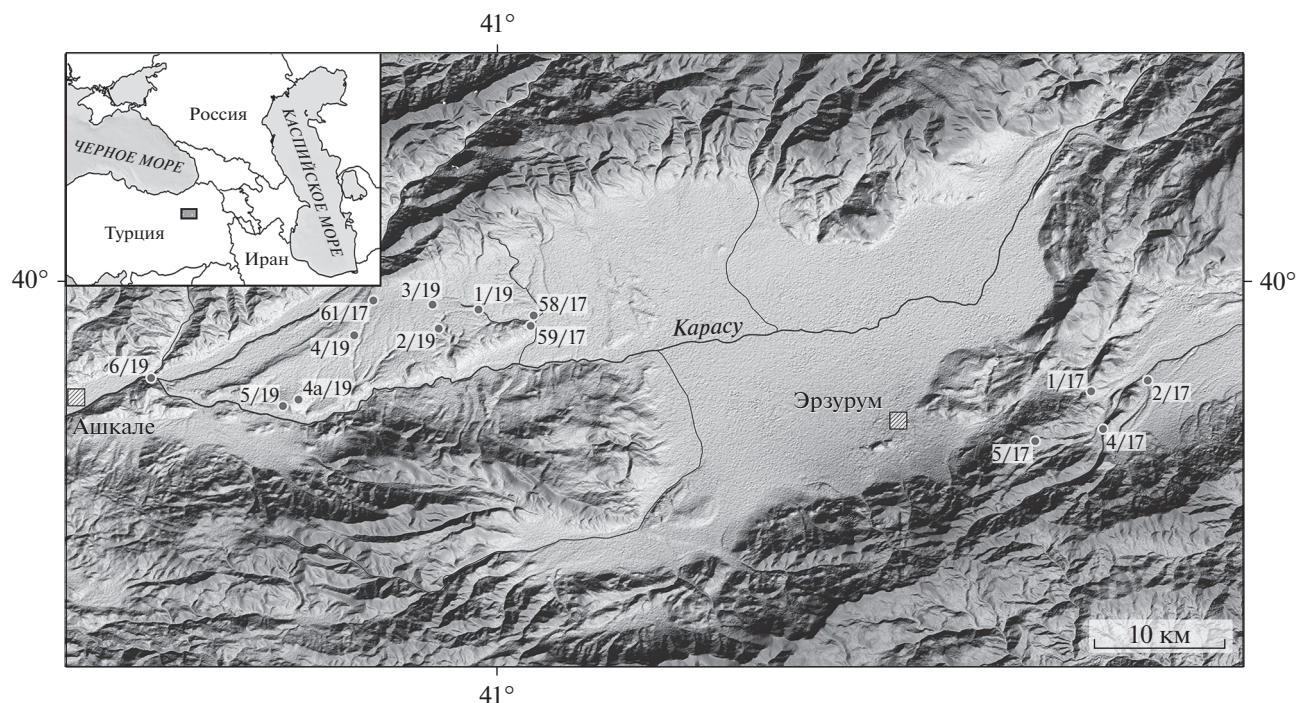 41°
Россия
ЧЕРНОЕ МОРЕ
КАСПИЙСКОЕ МОРЕ
Турция
Иран
40°
40°
3/19
1/19
58/17
61/17
59/17
Карасу
4/19
2/19
6/19
1/17
2/17
5/19
4a/19
Эрзурум
Ашкале
4/17
5/17
10 км
41°